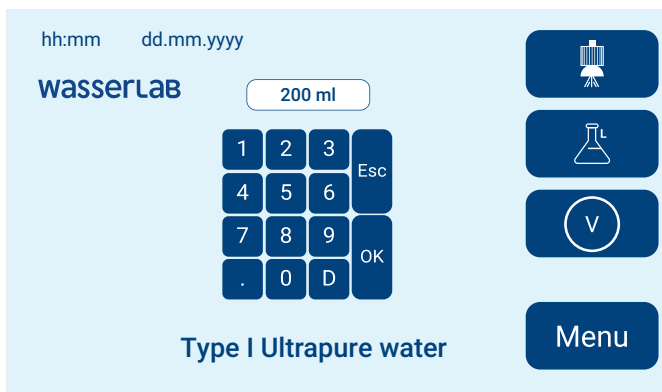 hh:mm dd.mm.yyyy
wasserLAB
200 ml
1 2 3 Esc
4 5 6
7 8 9 OK
. 0 D
L
V
Menu
Type I Ultrapure water